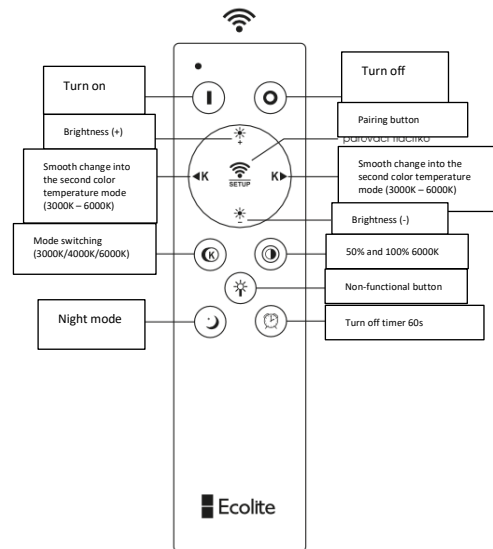 Turn on
Turn off
Brightness (+)
Pairing button
párovací tlačítko
Smooth change into
the second color
temperature mode
(3000K – 6000K)
+
K
SETUP
K
Smooth change into the
second color temperature
mode (3000K – 6000K)
Brightness (-)
Mode switching
(3000K/4000K/6000K)
K
50% and 100% 6000K
Non-functional button
Night mode
Turn off timer 60s
Ecolite